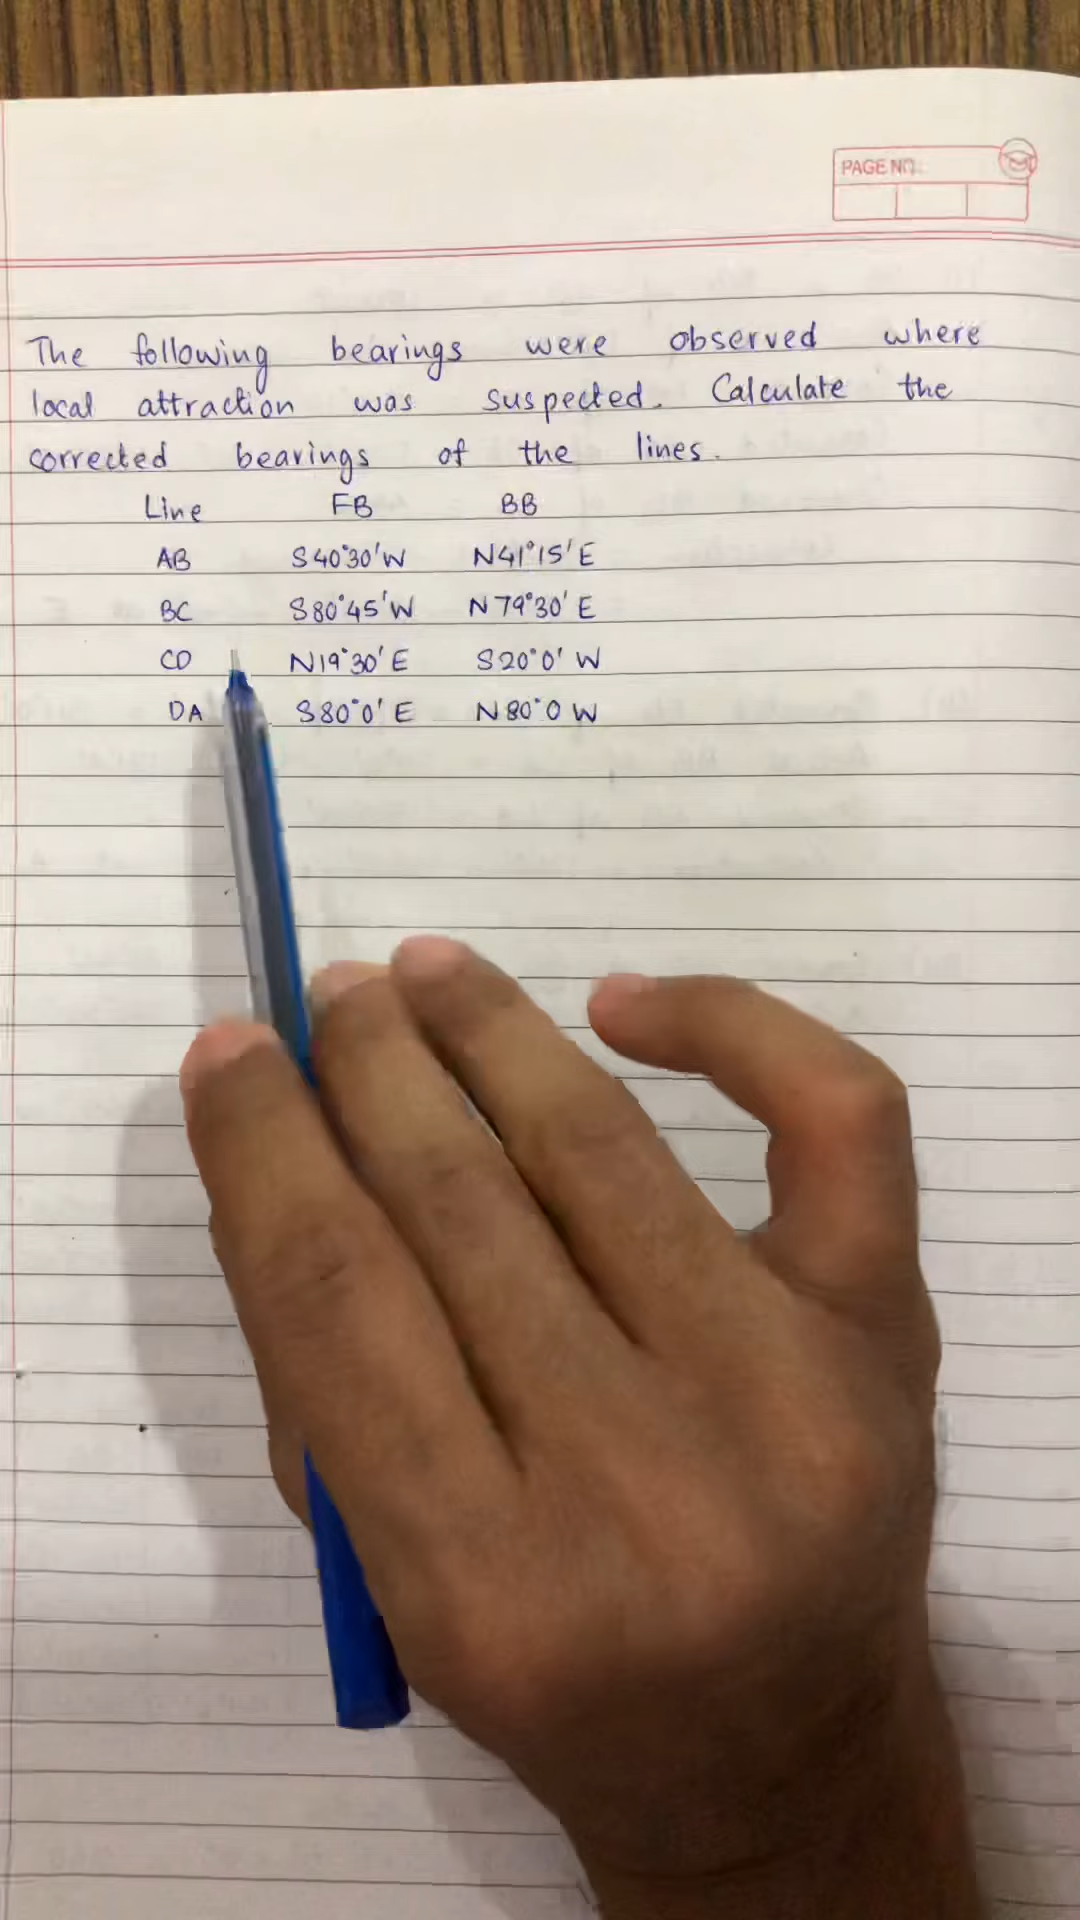 PAGE NO.
The following bearings were observed where
local attraction was suspected. Calculate the
corrected bearings of the lines.
Line FB BB
AB S40°30'W N41°15'E
BC S80°45'W N79°30'E
CD N19°30'E S20°0'W
DA S80°0'E N80°0 W